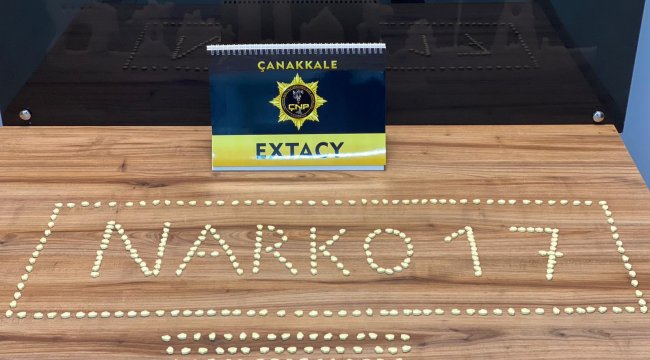 ÇANAKKALE
ÇNP
EXTACY
NARKO 17